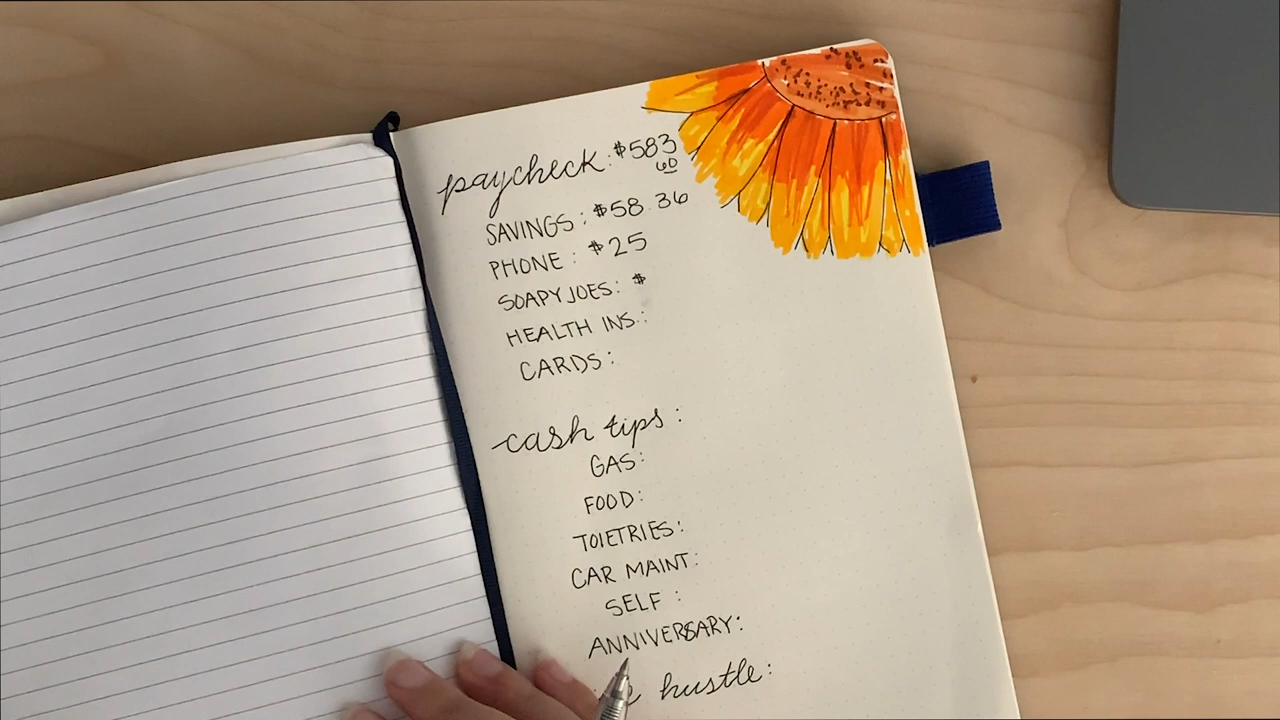 paycheck: $583 60
SAVINGS: $58.36
PHONE: $25
SOAPY JOES: $
HEALTH INS.:
CARDS:
cash tips:
GAS:
FOOD:
TOIETRIES:
CAR MAINT:
SELF:
ANNIVERSARY:
hustle: